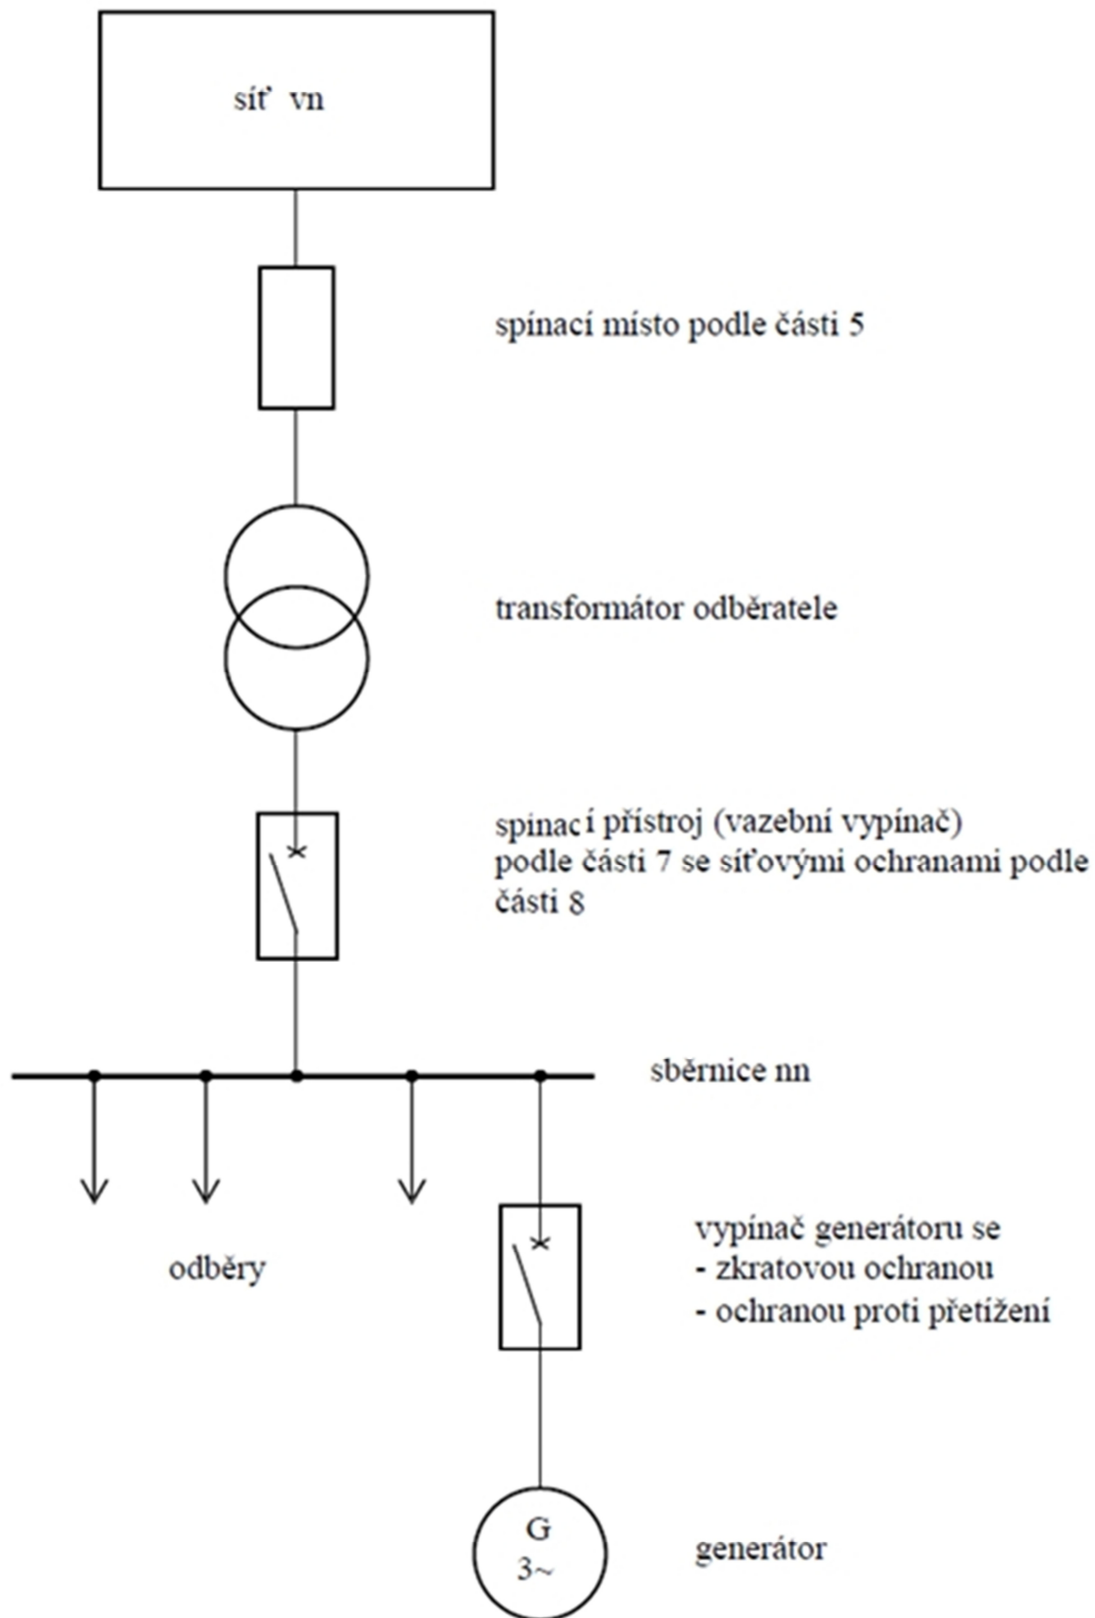 síť vn
spínací místo podle části 5
transformátor odběratele
spínací přístroj (vazební vypínač)
podle části 7 se síťovými ochranami podle
části 8
sběrnice nn
odběry
vypínač generátoru se
- zkratovou ochranou
- ochranou proti přetížení
G
3~
generátor